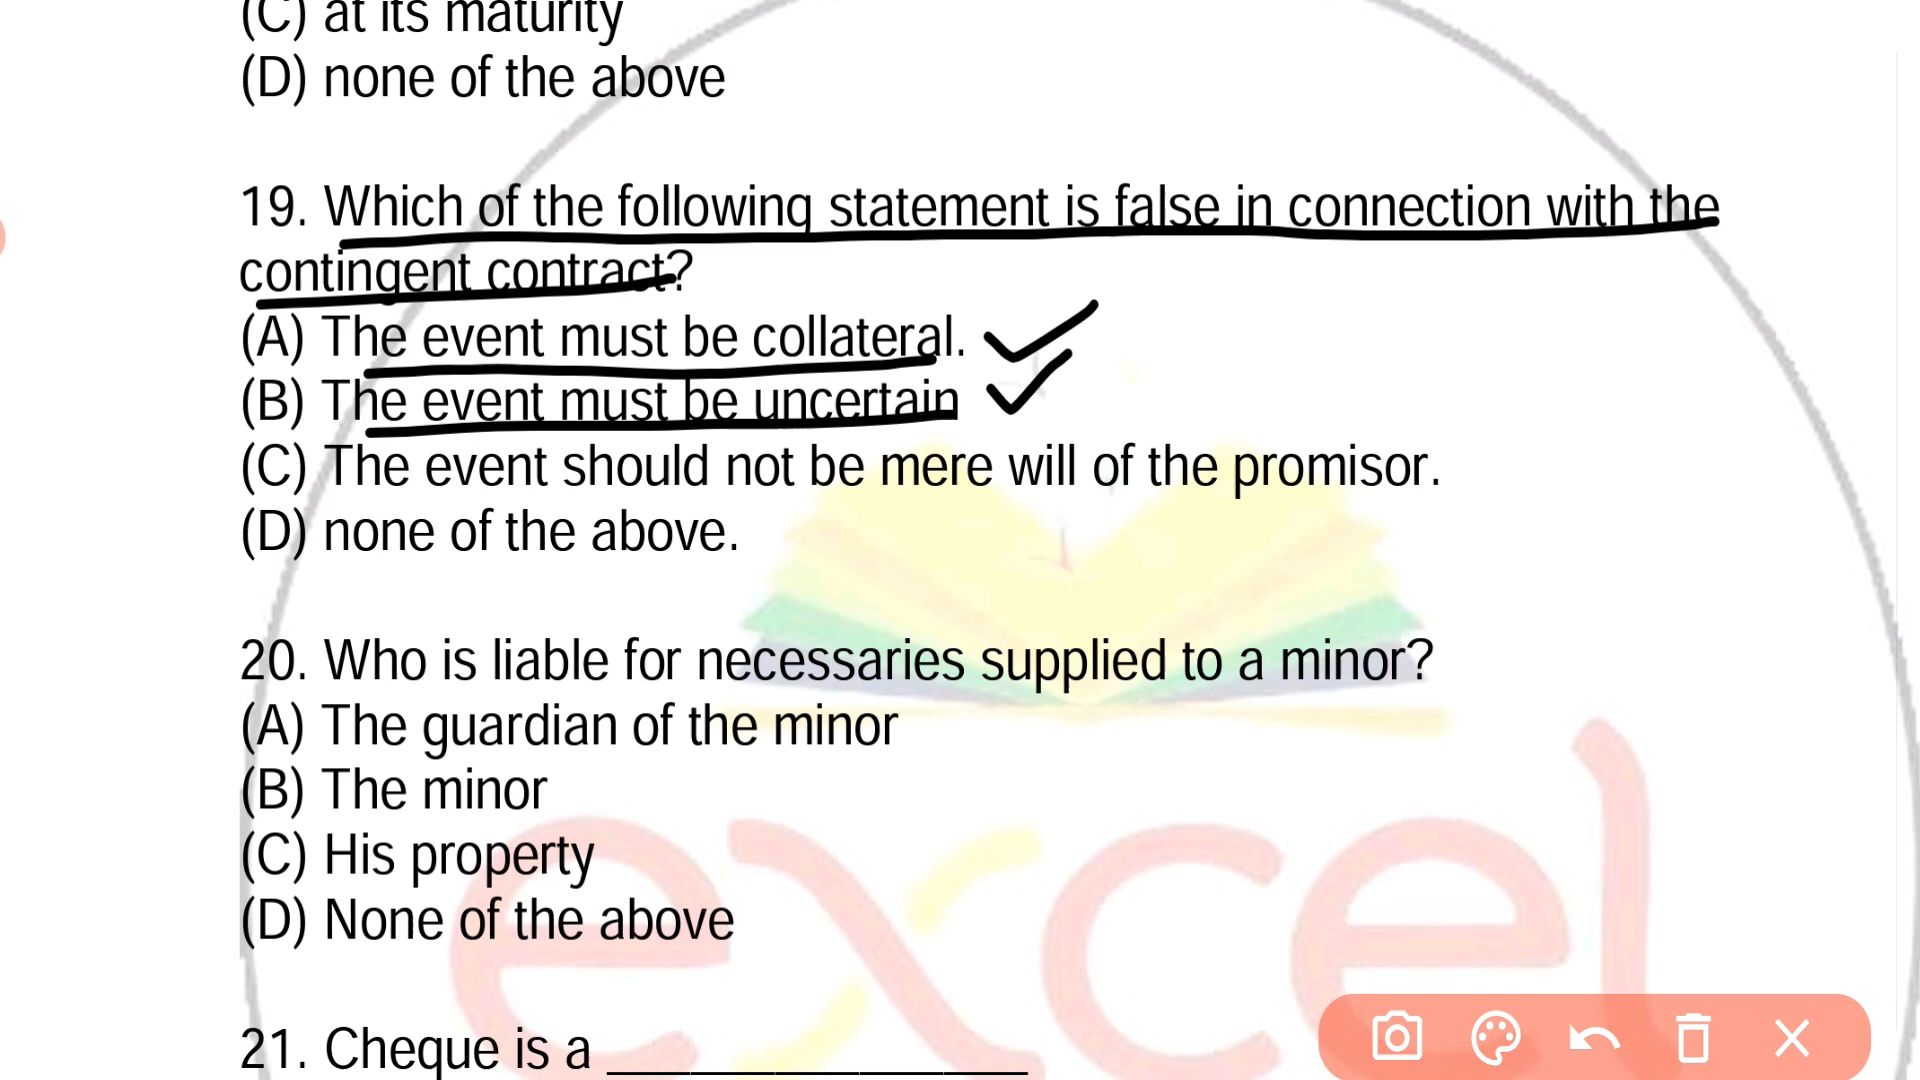 (C) at its maturity
(D) none of the above
19. Which of the following statement is false in connection with the
contingent contract?
(A) The event must be collateral.
(B) The event must be uncertain
(C) The event should not be mere will of the promisor.
(D) none of the above.
20. Who is liable for necessaries supplied to a minor?
(A) The guardian of the minor
(B) The minor
(C) His property
(D) None of the above
21. Cheque is a _______________
excel